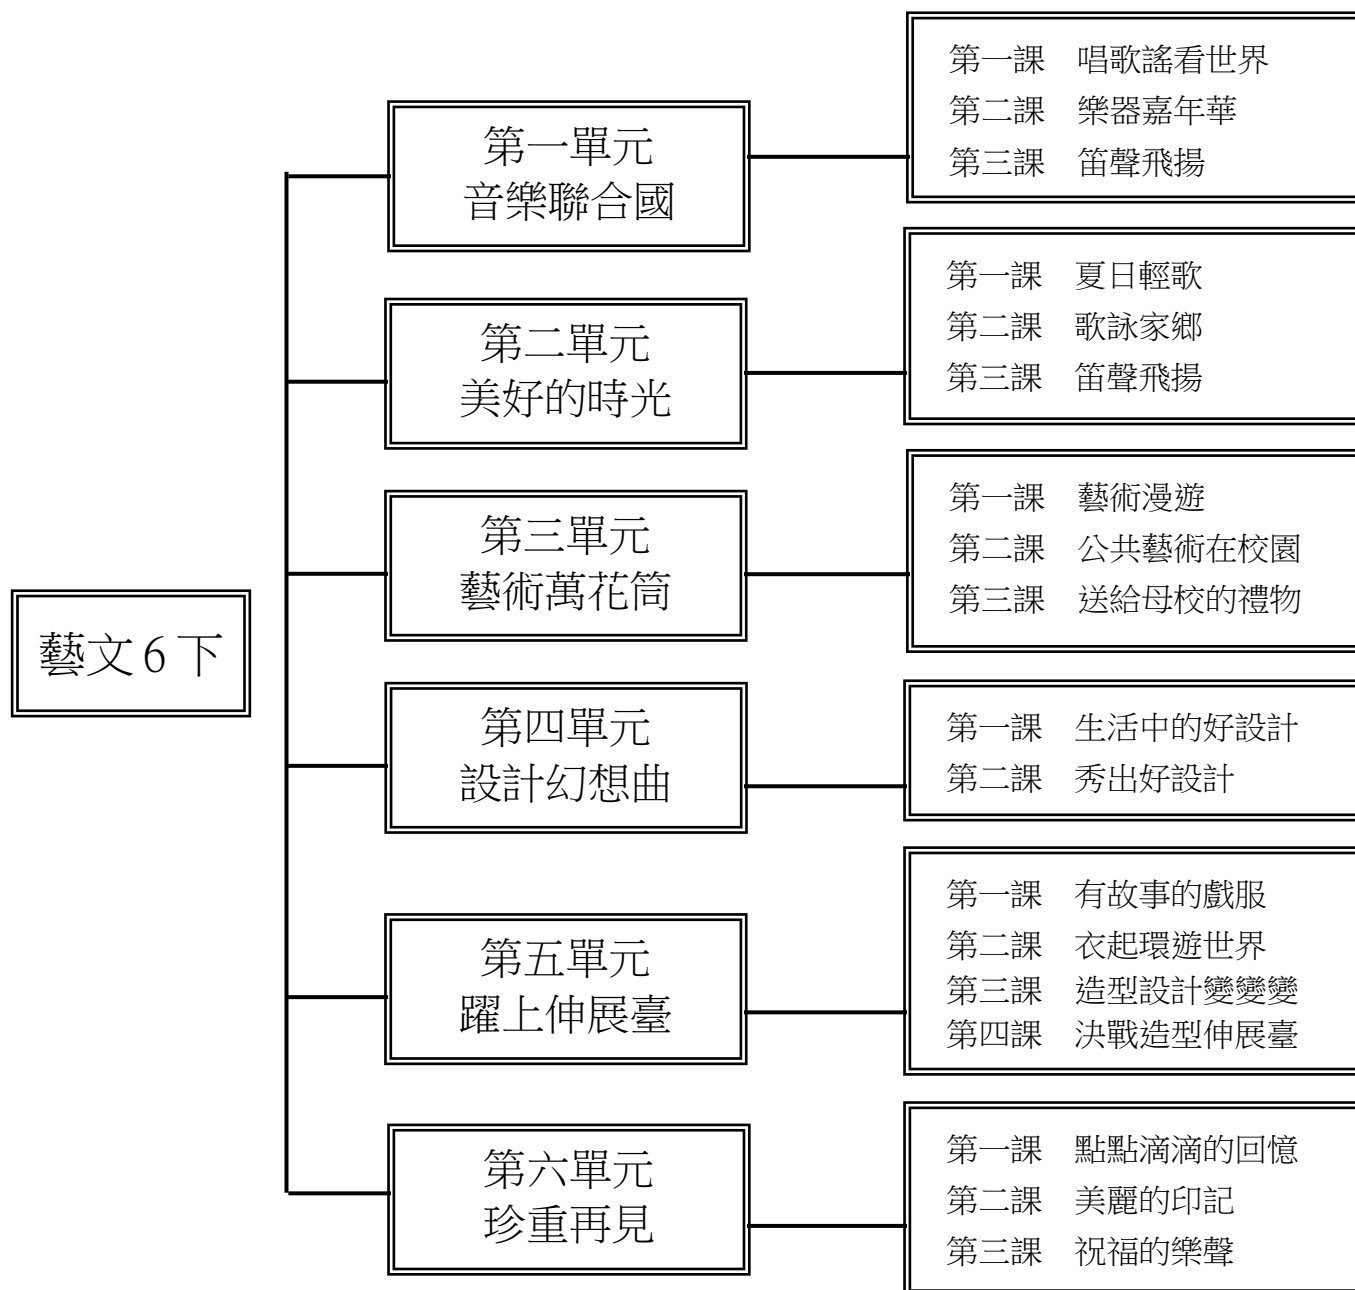 藝文6下
第一單元
音樂聯合國
第一課　唱歌謠看世界
第二課　樂器嘉年華
第三課　笛聲飛揚
第二單元
美好的時光
第一課　夏日輕歌
第二課　歌詠家鄉
第三課　笛聲飛揚
第三單元
藝術萬花筒
第一課　藝術漫遊
第二課　公共藝術在校園
第三課　送給母校的禮物
第四單元
設計幻想曲
第一課　生活中的好設計
第二課　秀出好設計
第五單元
躍上伸展臺
第一課　有故事的戲服
第二課　衣起環遊世界
第三課　造型設計變變變
第四課　決戰造型伸展臺
第六單元
珍重再見
第一課　點點滴滴的回憶
第二課　美麗的印記
第三課　祝福的樂聲